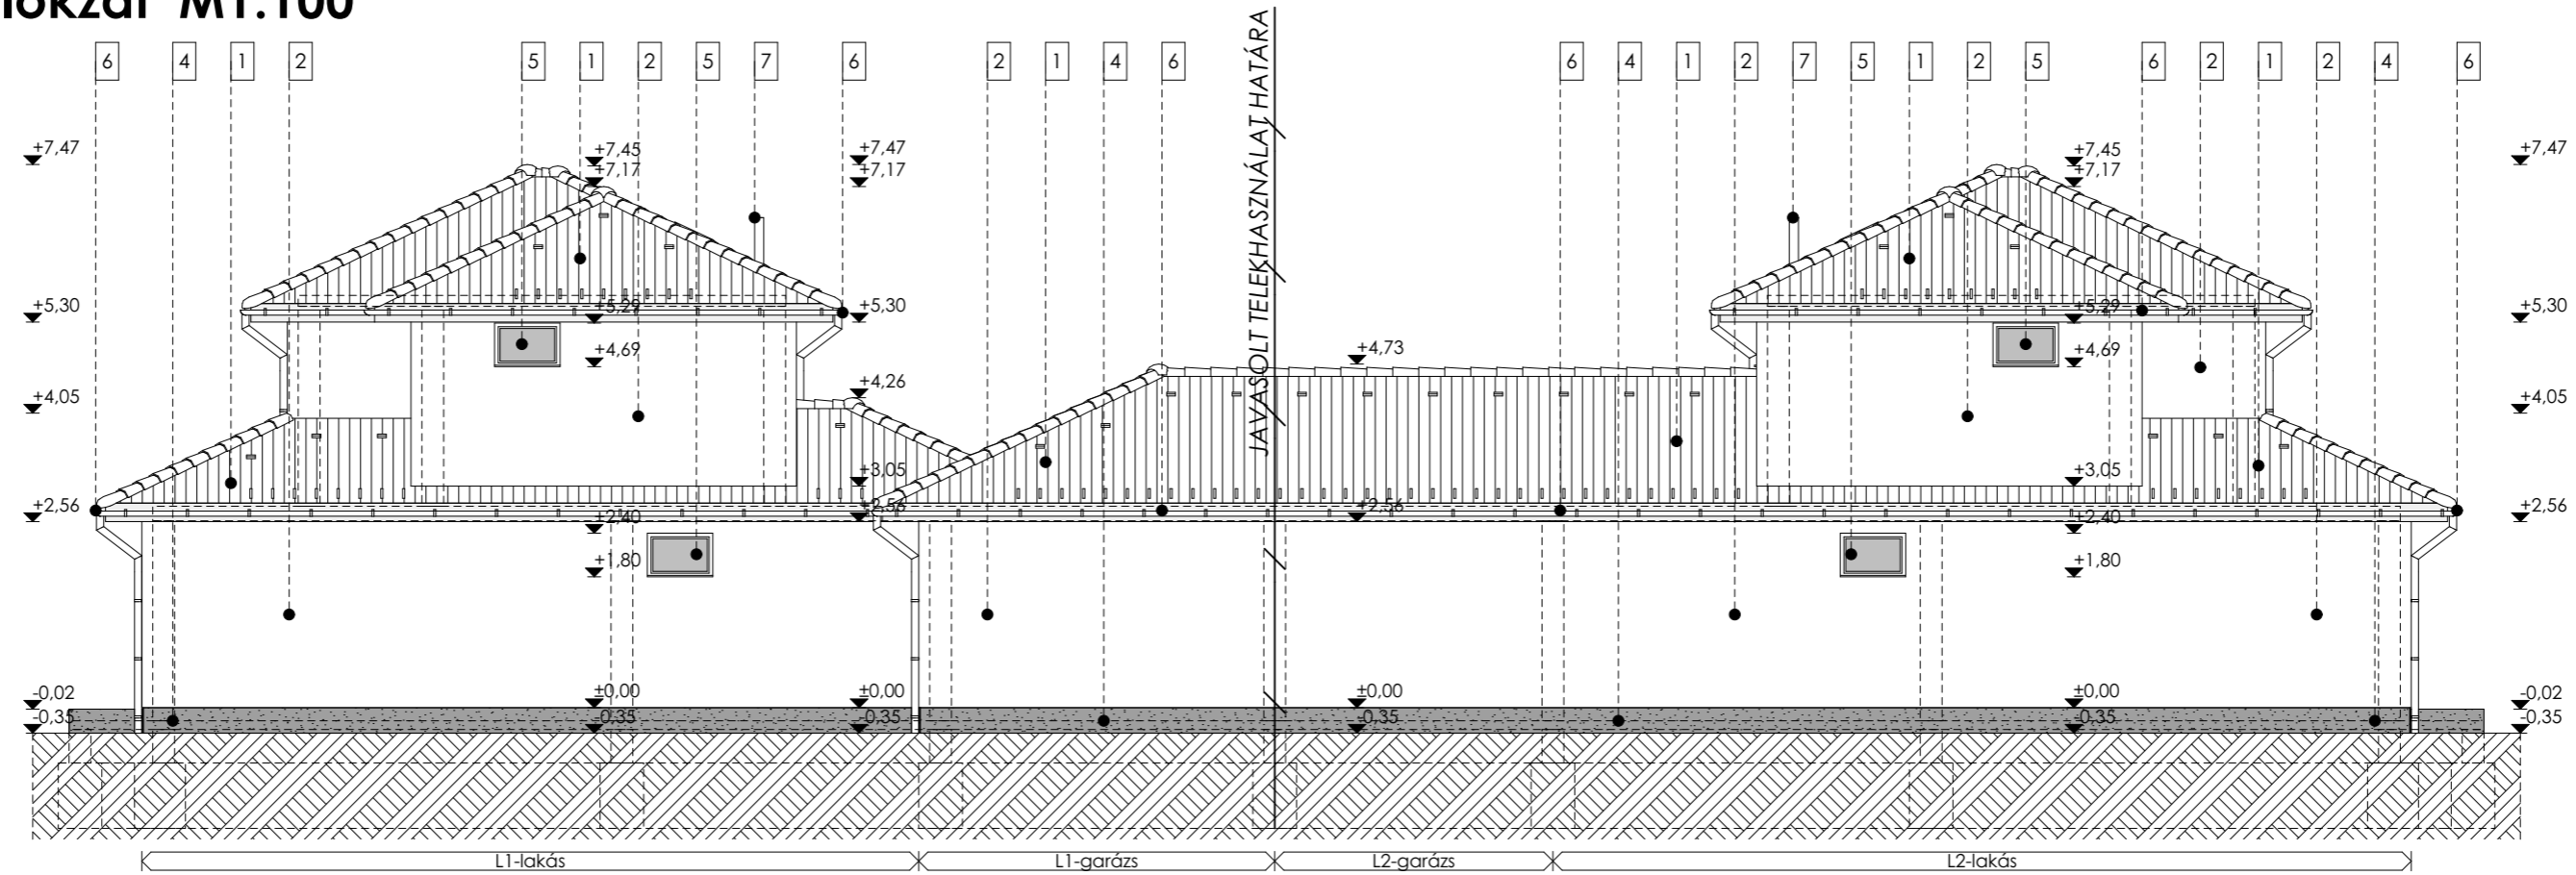 M1:100
6 4 1 2 5 1 2 5 7 6 2 1 4 6 6 4 1 2 7 5 1 2 5 6 2 1 2 4 6
JAVASOLT TELEKHASZNÁLAT HATÁRA
+7,47 +7,45 +7,47 +7,45 +7,47
+7,17 +7,17 +7,17
+5,30 +5,29 +5,30 +5,29 +5,30
+4,69 +4,73 +4,69
+4,05 +4,26 +4,05
+3,05 +3,05
+2,56 +2,40 +2,56 +2,56 +2,40 +2,56
+1,80 +1,80
-0,02 ±0,00 ±0,00 ±0,00 ±0,00 -0,02
-0,35 -0,35 -0,35 -0,35 -0,35 -0,35
L1-lakás L1-garázs L2-garázs L2-lakás